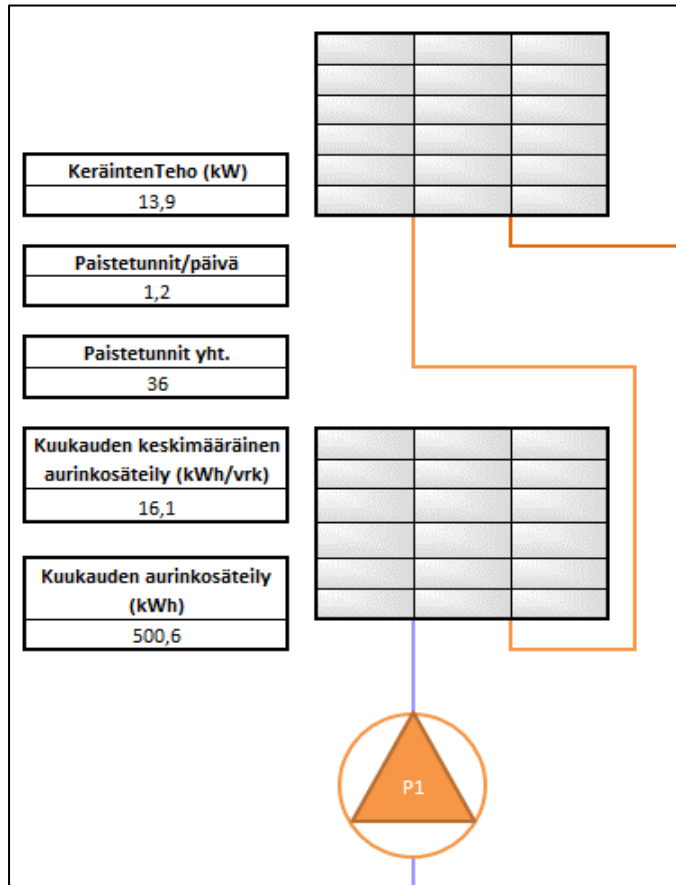 KeräintenTeho (kW)
13,9
Paistetunnit/päivä
1,2
Paistetunnit yht.
36
Kuukauden keskimääräinen
aurinkosäteily (kWh/vrk)
16,1
Kuukauden aurinkosäteily
(kWh)
500,6
P1